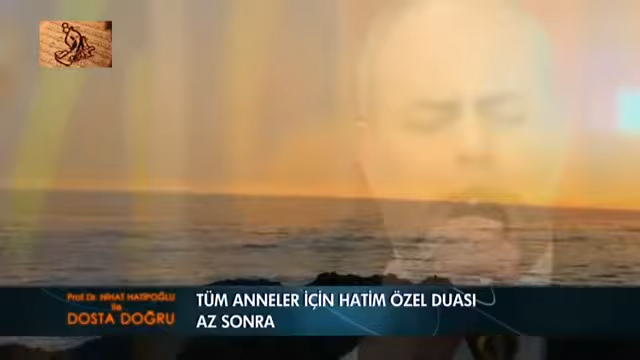 Prof. Dr. NİHAT HATİPOĞLU
ile
DOSTA DOĞRU
TÜM ANNELER İÇİN HATİM ÖZEL DUASI
AZ SONRA